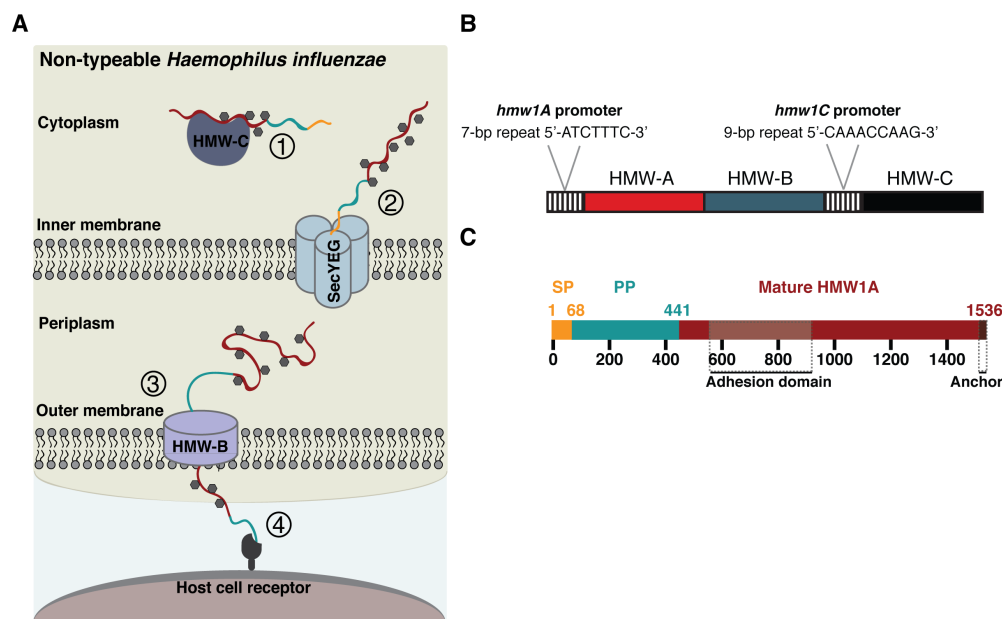 A
Non-typeable Haemophilus influenzae
Cytoplasm
HMW-C
1
2
Inner membrane
SecYEG
Periplasm
3
Outer membrane
HMW-B
4
Host cell receptor
B
hmw1A promoter
7-bp repeat 5’-ATCTTTC-3’
hmw1C promoter
9-bp repeat 5’-CAAACCAAG-3’
HMW-A HMW-B HMW-C
C
SP PP Mature HMW1A
1 68 441 1536
0 200 400 600 800 1000 1200 1400
Adhesion domain Anchor